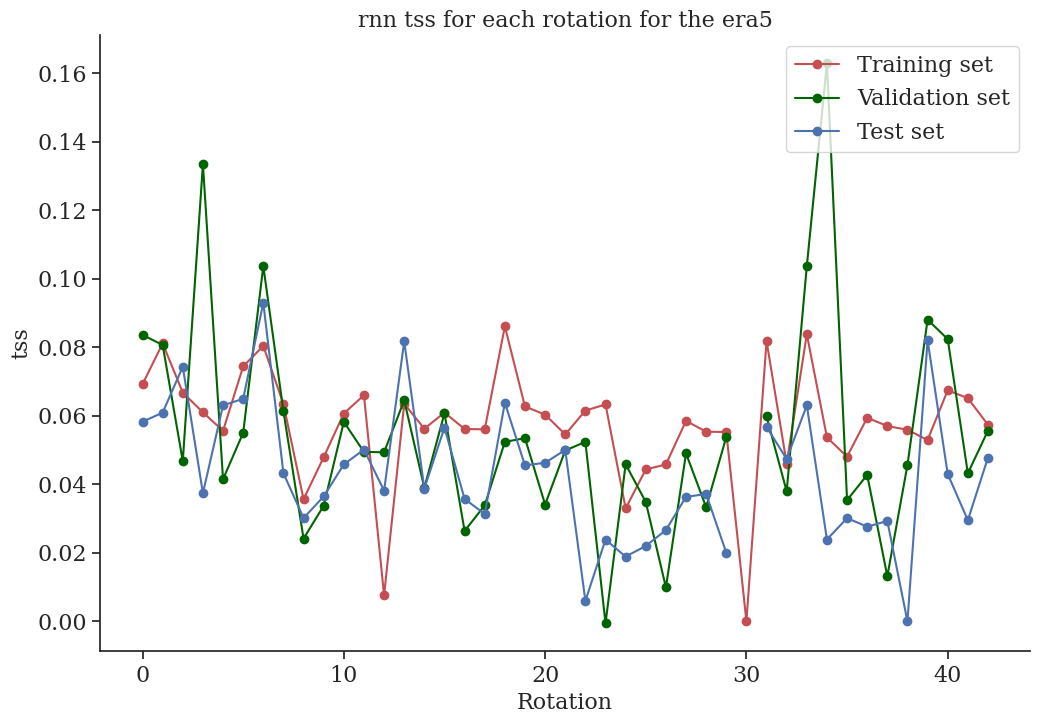 rnn tss for each rotation for the era5
Training set
Validation set
Test set
tss
0.16
0.14
0.12
0.10
0.08
0.06
0.04
0.02
0.00
0
10
20
30
40
Rotation